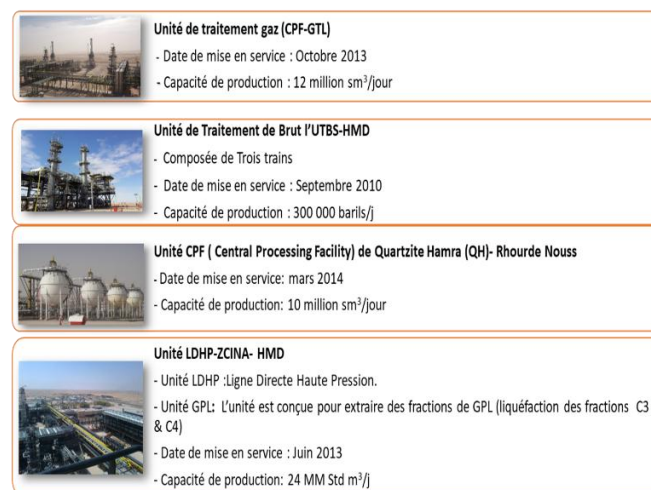 Unité de traitement gaz (CPF-GTL)
- Date de mise en service : Octobre 2013
- Capacité de production : 12 million sm³/jour
Unité de Traitement de Brut l’UTBS-HMD
- Composée de Trois trains
- Date de mise en service : Septembre 2010
- Capacité de production : 300 000 barils/j
Unité CPF ( Central Processing Facility) de Quartzite Hamra (QH)- Rhourde Nouss
- Date de mise en service: mars 2014
- Capacité de production: 10 million sm³/jour
Unité LDHP-ZCINA- HMD
- Unité LDHP :Ligne Directe Haute Pression.
- Unité GPL: L’unité est conçue pour extraire des fractions de GPL (liquéfaction des fractions C3
& C4)
- Date de mise en service : Juin 2013
- Capacité de production: 24 MM Std m³/j